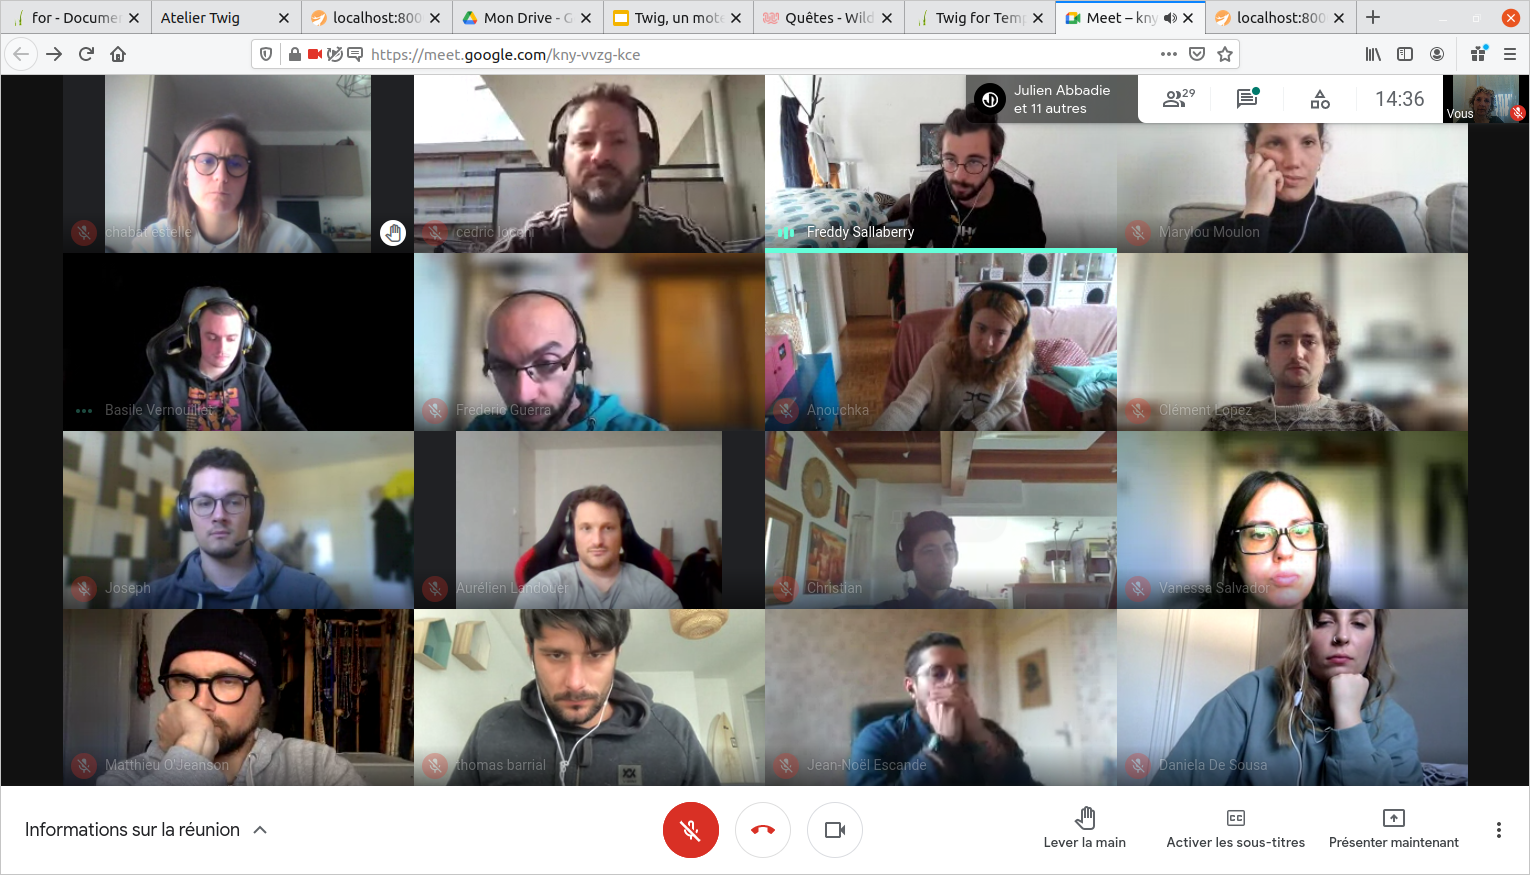 for - Documen
Atelier Twig
localhost:800
Mon Drive - G
Twig, un mote
Quêtes - Wild
Twig for Temp
Meet – kny
localhost:800
https://meet.google.com/kny-vvzg-kce
Julien Abbadie
et 11 autres
29
14:36
Vous
chabat estelle
cedric
Freddy Sallaberry
Marylou Moulon
Basile Vernouillet
Frederic Guerra
Anouchka
Clément Lopez
Joseph
Aurélien Landouer
Christian
Vanessa Salvador
Matthieu O'Jeanson
thomas barrial
Jean-Noël Escande
Daniela De Sousa
Informations sur la réunion
CC
Lever la main
Activer les sous-titres
Présenter maintenant